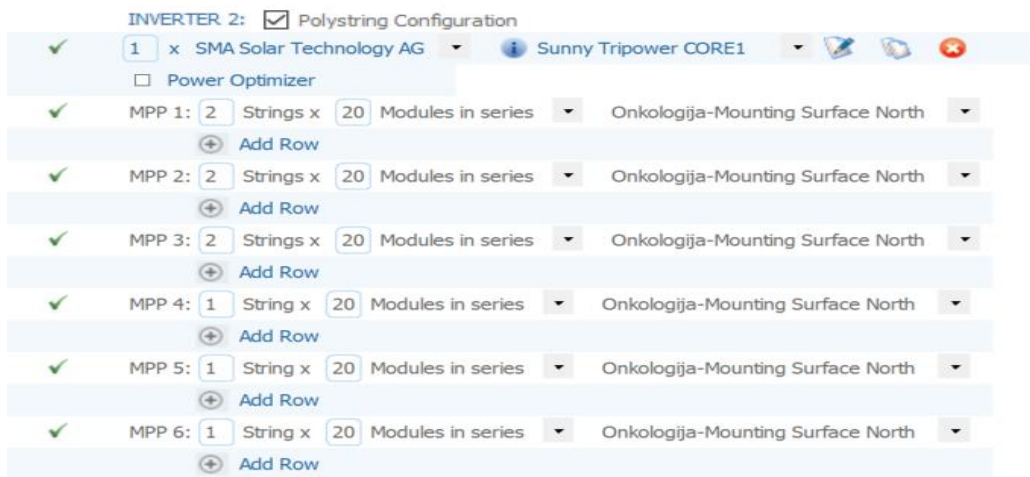 INVERTER 2: Polystring Configuration
1 x SMA Solar Technology AG Sunny Tripower CORE1
Power Optimizer
MPP 1: 2 Strings x 20 Modules in series Onkologija-Mounting Surface North
Add Row
MPP 2: 2 Strings x 20 Modules in series Onkologija-Mounting Surface North
Add Row
MPP 3: 2 Strings x 20 Modules in series Onkologija-Mounting Surface North
Add Row
MPP 4: 1 String x 20 Modules in series Onkologija-Mounting Surface North
Add Row
MPP 5: 1 String x 20 Modules in series Onkologija-Mounting Surface North
Add Row
MPP 6: 1 String x 20 Modules in series Onkologija-Mounting Surface North
Add Row